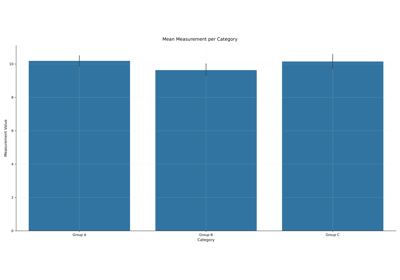 Mean Measurement per Category
10
8
6
4
2
0
Measurement Value
Group A
Group B
Group C
Category